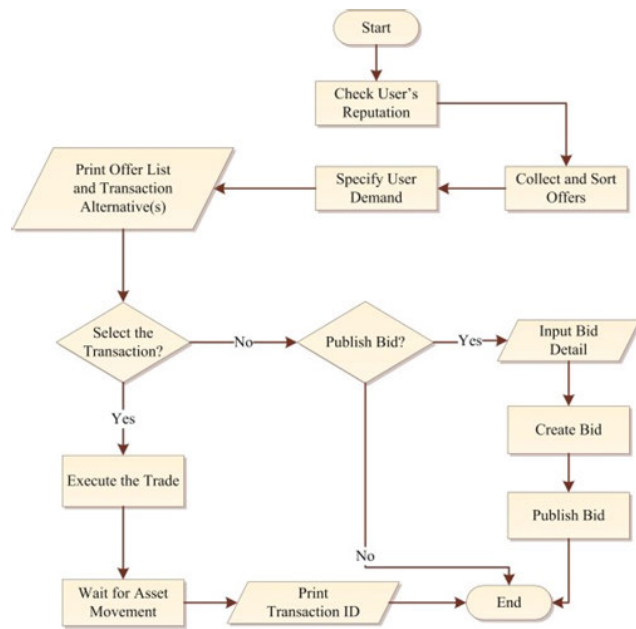 Start
Check User's
Reputation
Collect and Sort
Offers
Specify User
Demand
Print Offer List
and Transaction
Alternative(s)
Select the
Transaction?
No
Publish Bid?
Yes
Input Bid
Detail
Yes
Create Bid
Execute the Trade
Publish Bid
No
Wait for Asset
Movement
Print
Transaction ID
End